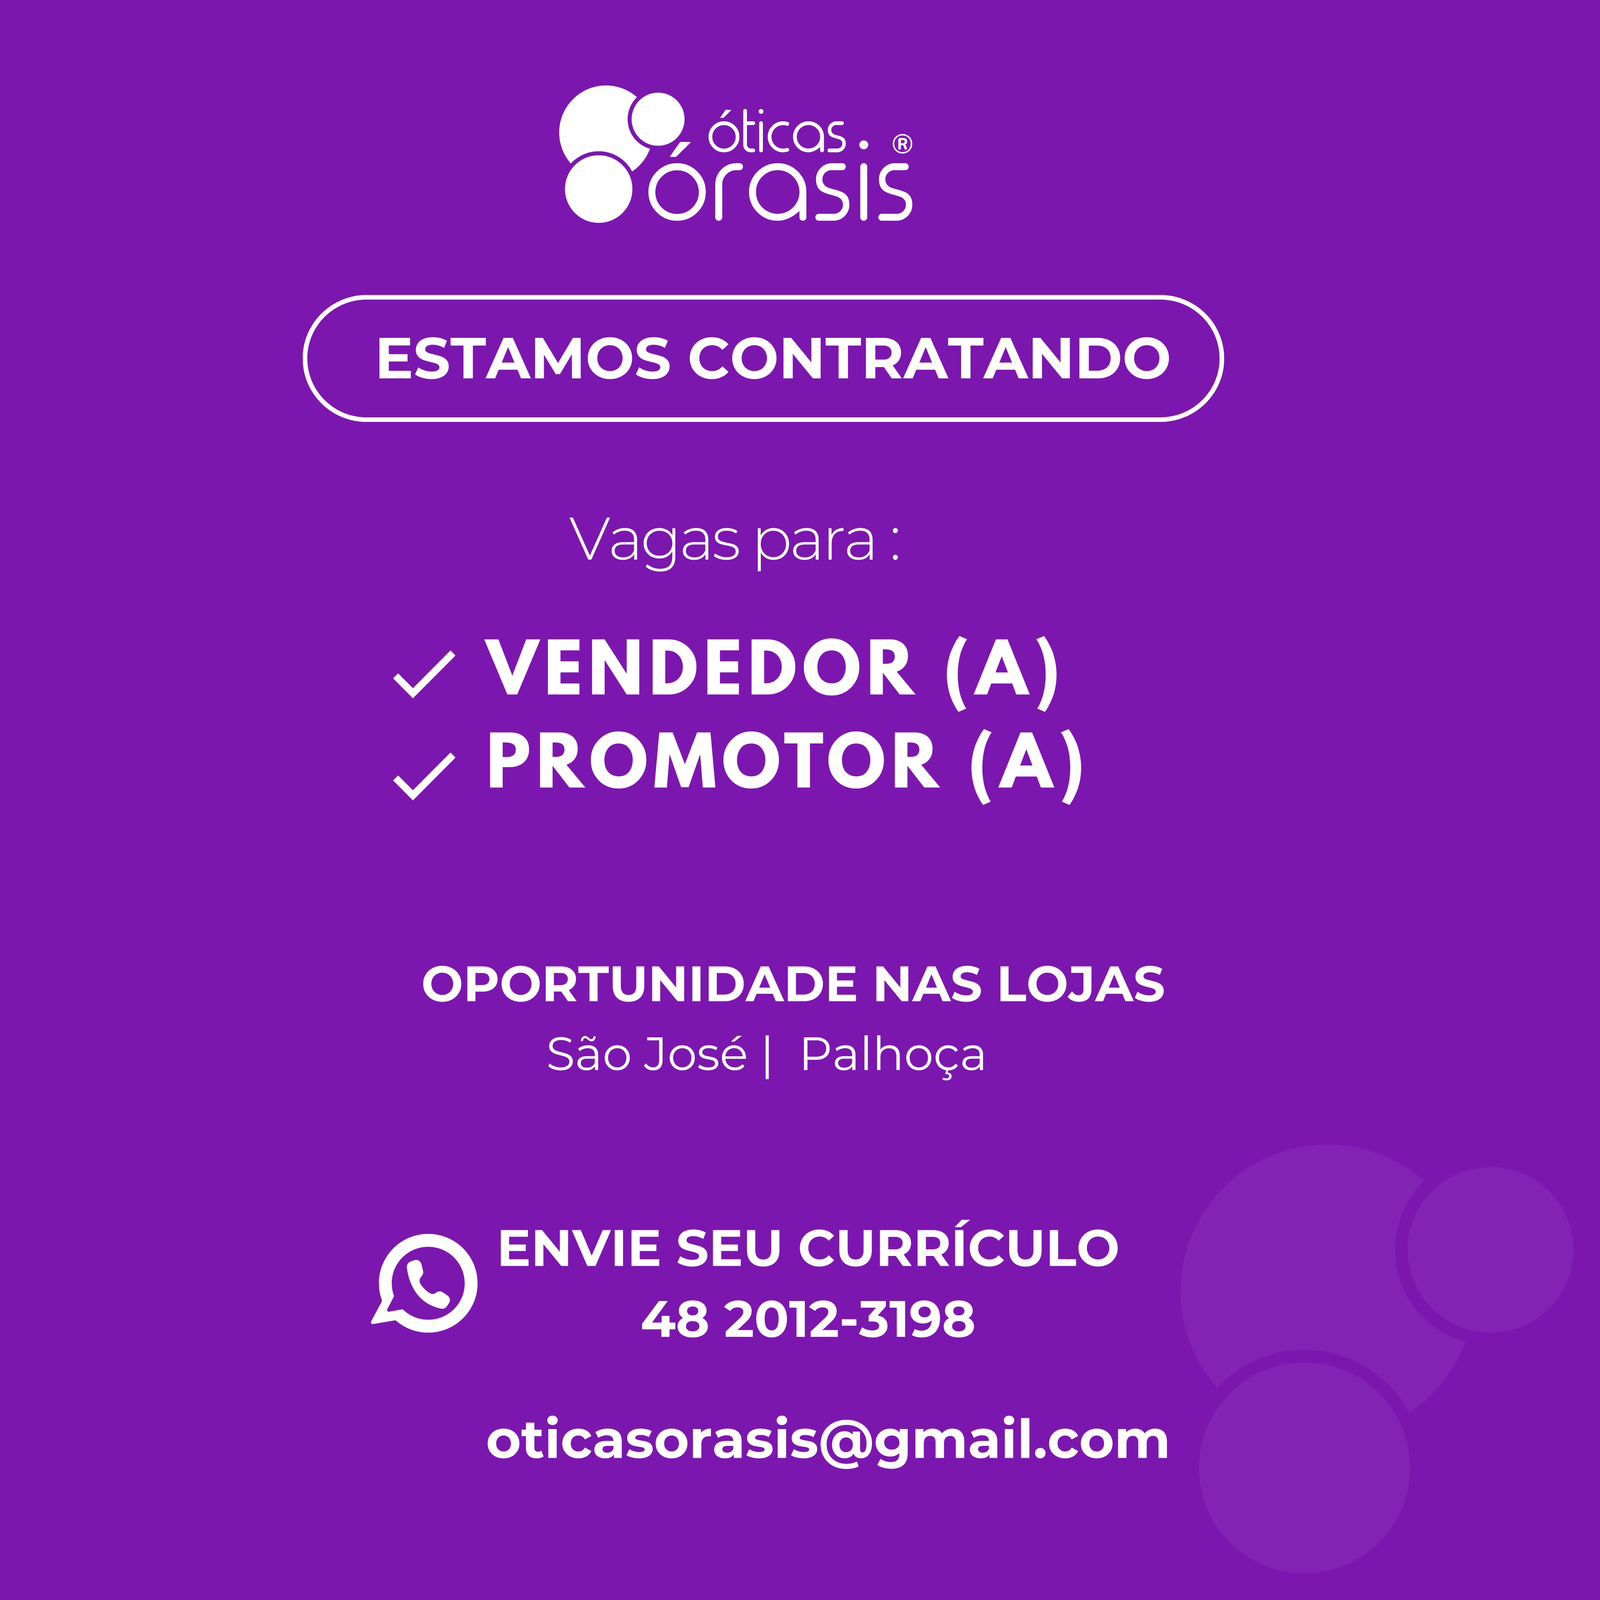 óticas
órasis®
ESTAMOS CONTRATANDO
Vagas para :
VENDEDOR (A)
PROMOTOR (A)
OPORTUNIDADE NAS LOJAS
São José | Palhoça
ENVIE SEU CURRÍCULO
48 2012-3198
oticasorasis@gmail.com